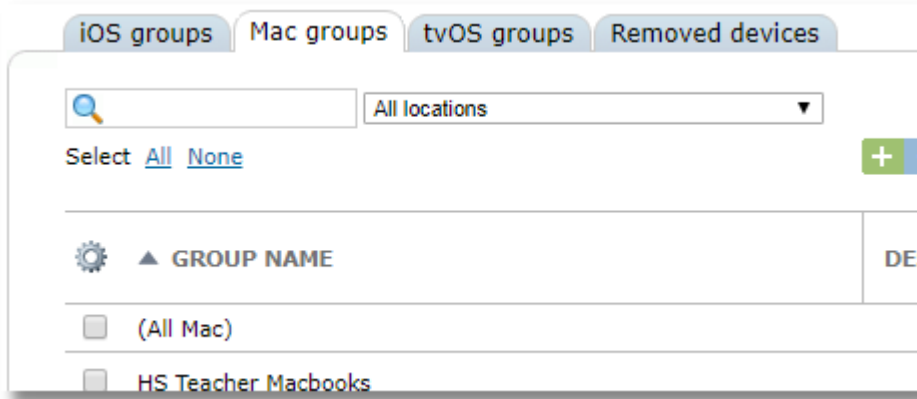 iOS groups Mac groups tvOS groups Removed devices
All locations
Select All None
+
GROUP NAME DE
(All Mac)
HS Teacher Macbooks